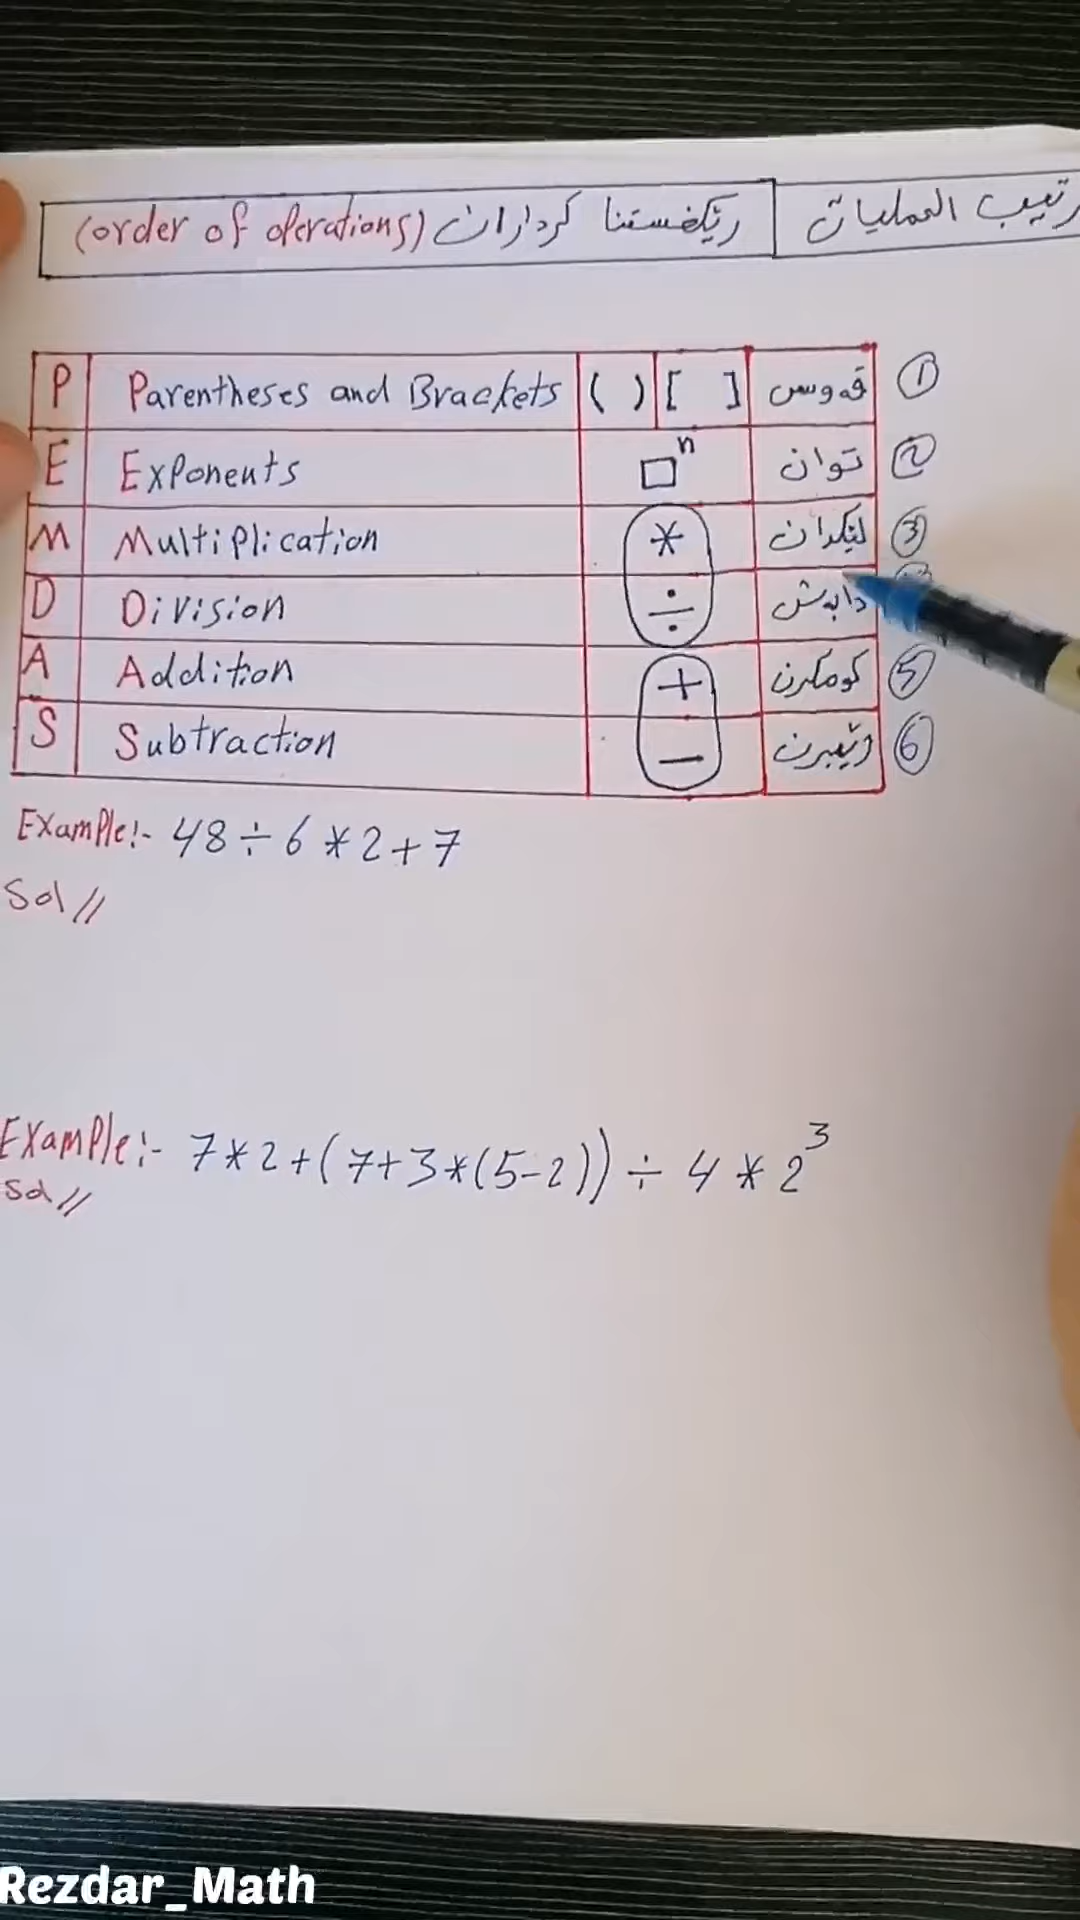 (order of operations) ڕێکخستنا کرداران ترتيب العمليات
P Parentheses and Brackets ( ) [ ] قەوس ①
E Exponents □ⁿ توان ②
M Multiplication * لێکدان ③
D Division ÷ دابەش
A Addition + کومکرن ⑤
S Subtraction − ژێبرن ⑥
Example:- 48 ÷ 6 * 2 + 7
Sol //
Example:- 7 * 2 + (7 + 3 * (5 - 2)) ÷ 4 * 2³
Sol //
Rezdar_Math